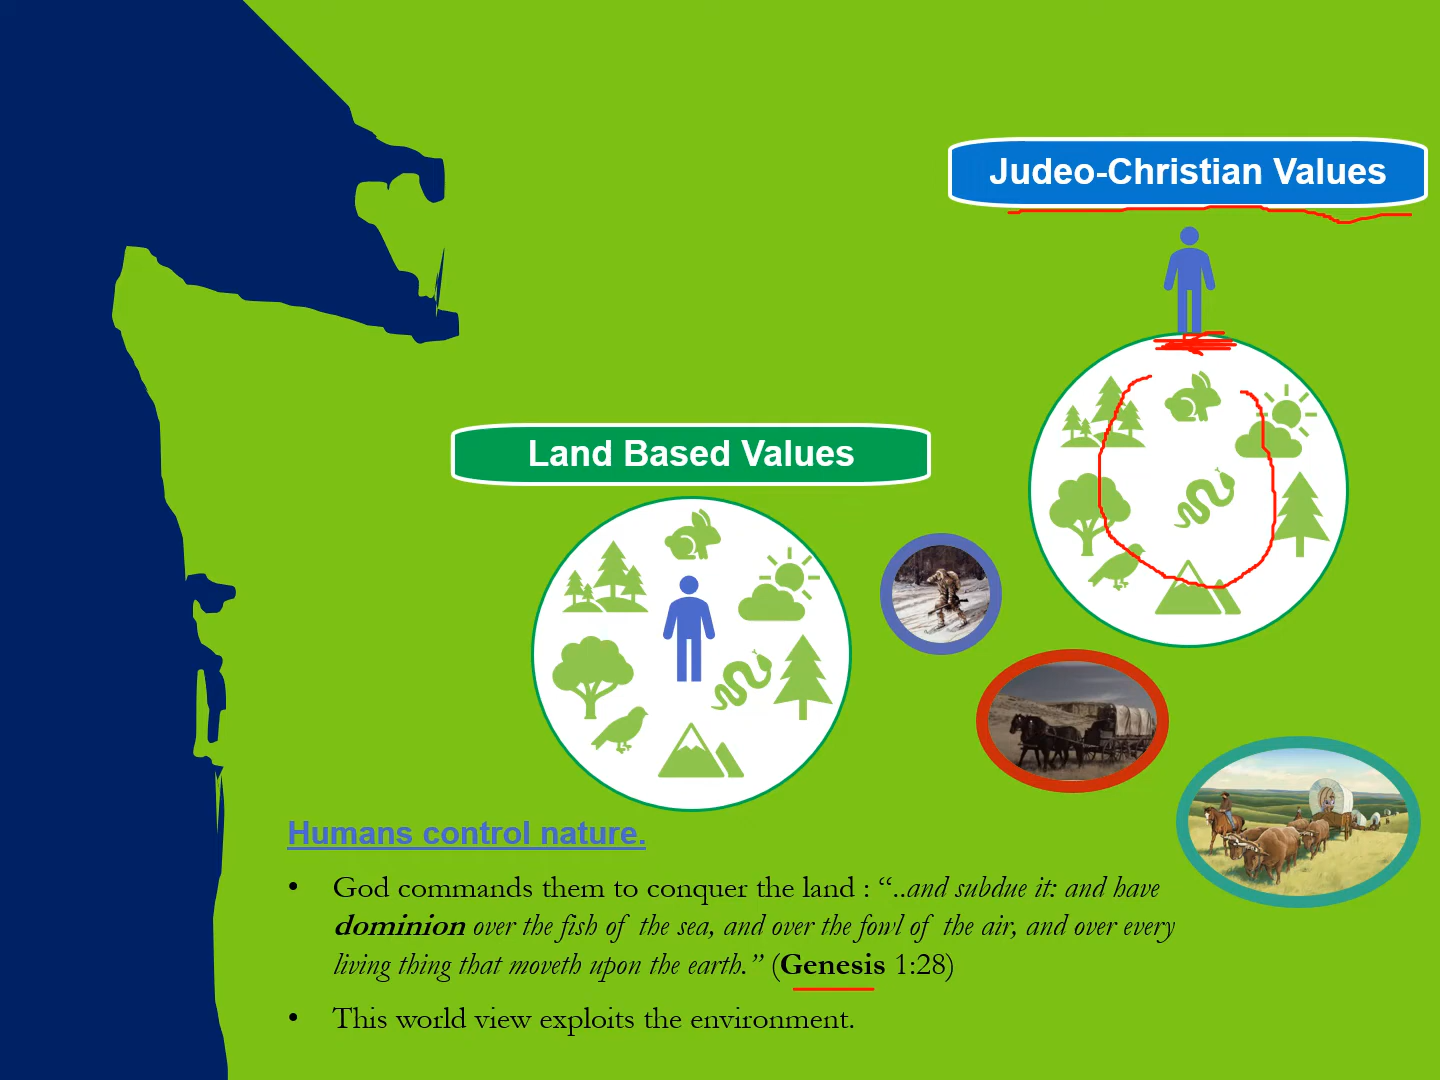 Judeo-Christian Values
Land Based Values
Humans control nature.
• God commands them to conquer the land : “..and subdue it: and have
dominion over the fish of the sea, and over the fowl of the air, and over every
living thing that moveth upon the earth.” (Genesis 1:28)
• This world view exploits the environment.